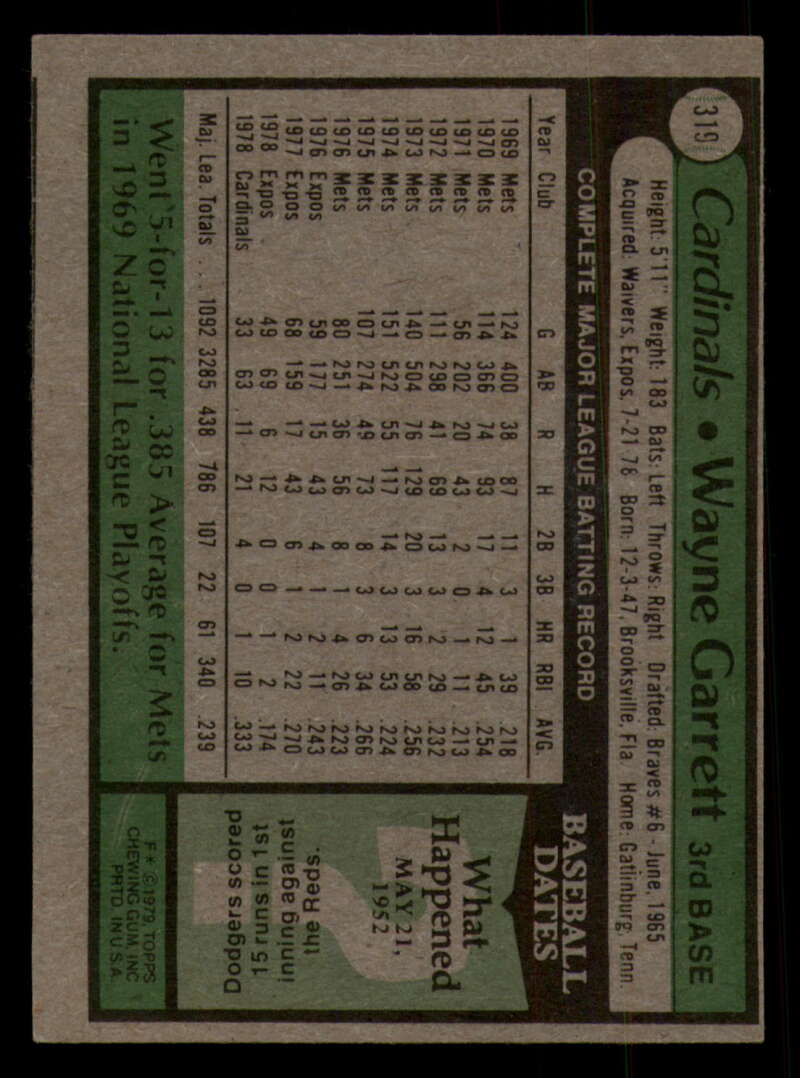 319
Cardinals • Wayne Garrett 3rd BASE
Height: 5'11" Weight: 183 Bats: Left Throws: Right Drafted: Braves #6 - June, 1965
Acquired: Waivers, Expos, 7-21-78 Born: 12-3-47, Brooksville, Fla. Home: Gatlinburg, Tenn.
COMPLETE MAJOR LEAGUE BATTING RECORD
Year Club G AB R H 2B 3B HR RBI AVG.
1969 Mets 124 400 38 87 11 3 1 39 .218
1970 Mets 114 366 74 93 17 4 12 45 .254
1971 Mets 56 202 20 43 2 0 1 11 .213
1972 Mets 111 298 41 69 13 3 2 29 .232
1973 Mets 140 504 76 129 20 3 16 58 .256
1974 Mets 151 522 55 117 14 3 13 53 .224
1975 Mets 107 274 49 73 8 3 6 34 .266
1976 Mets 80 251 36 56 8 1 4 26 .223
1976 Expos 59 177 15 43 4 1 2 11 .243
1977 Expos 68 159 17 43 6 1 2 22 .270
1978 Expos 49 69 6 12 0 0 1 2 .174
1978 Cardinals 33 63 11 21 4 0 1 10 .333
Maj. Lea. Totals . . . 1092 3285 438 786 107 22 61 340 .239
Went 5-for-13 for .385 Average for Mets
in 1969 National League Playoffs.
BASEBALL
DATES
What
Happened
MAY 21,
1952
?
Dodgers scored
15 runs in 1st
inning against
the Reds.
F* ©1979 TOPPS
CHEWING GUM, INC.
PRTD. IN U.S.A.